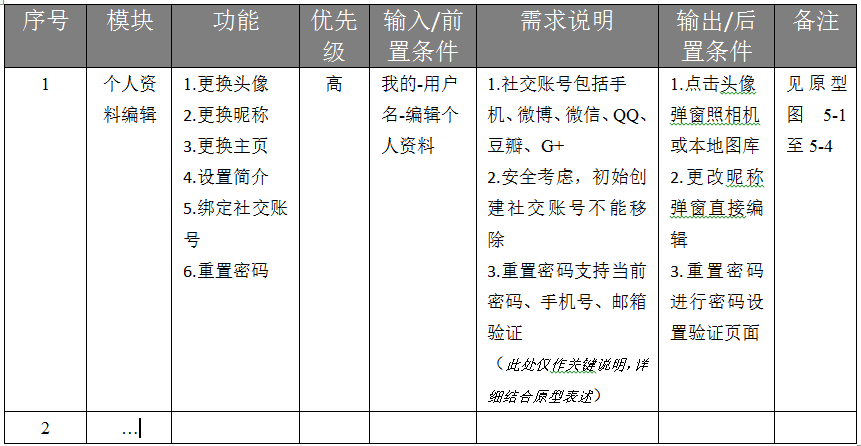 序号
模块
功能
优先
级
输入/前
置条件
需求说明
输出/后
置条件
备注
1
个人资
料编辑
1.更换头像
2.更换昵称
3.更换主页
4.设置简介
5.绑定社交账
号
6.重置密码
高
我的-用户
名-编辑个
人资料
1.社交账号包括手
机、微博、微信、QQ、
豆瓣、G+
2.安全考虑，初始创
建社交账号不能移
除
3.重置密码支持当前
密码、手机号、邮箱
验证
（此处仅作关键说明，详
细结合原型表述）
1.点击头像
弹窗照相机
或本地图库
2.更改昵称
弹窗直接编
辑
3.重置密码
进行密码设
置验证页面
见原型
图 5-1
至 5-4
2
...